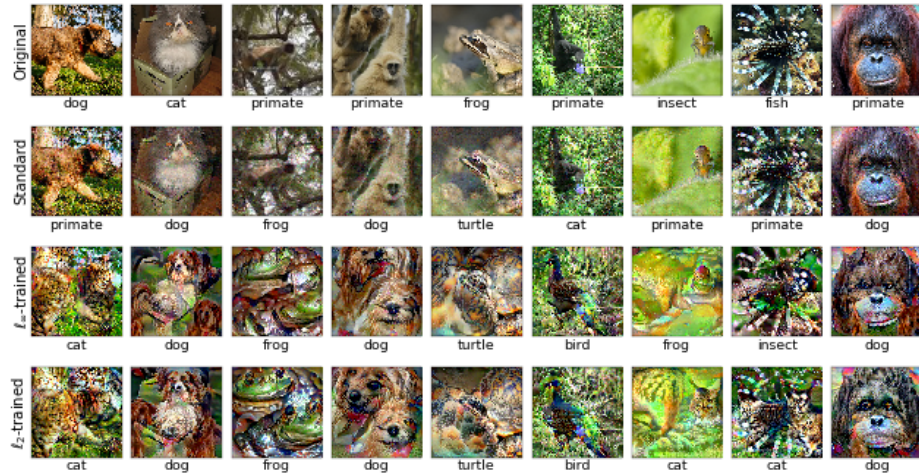 Original
dog cat primate primate frog primate insect fish primate
Standard
primate dog frog dog turtle cat primate primate dog
ℓ∞-trained
cat dog frog dog turtle bird frog insect dog
ℓ2-trained
cat dog frog dog turtle bird cat cat dog